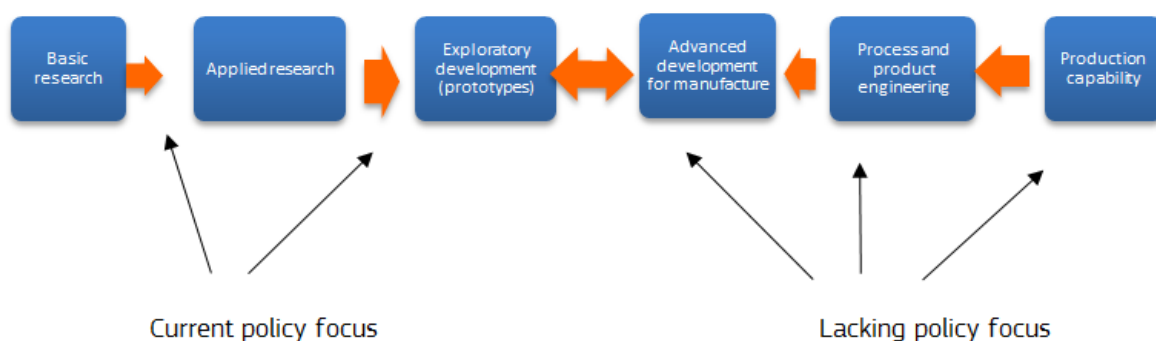 Basic
research
Applied research
Exploratory
development
(prototypes)
Advanced
development
for manufacture
Process and
product
engineering
Production
capability
Current policy focus
Lacking policy focus